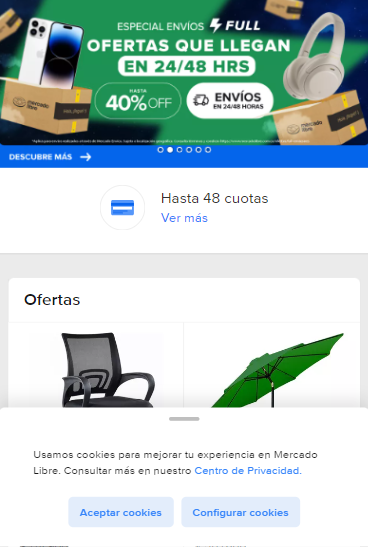 ESPECIAL ENVÍOS FULL
OFERTAS QUE LLEGAN
EN 24/48 HRS
HASTA
40% OFF
ENVÍOS
EN 24/48 HORAS
mercado
libre
mercado
libre
DESCUBRE MÁS
Hasta 48 cuotas
Ver más
Ofertas
Usamos cookies para mejorar tu experiencia en Mercado
Libre. Consultar más en nuestro Centro de Privacidad.
Aceptar cookies
Configurar cookies